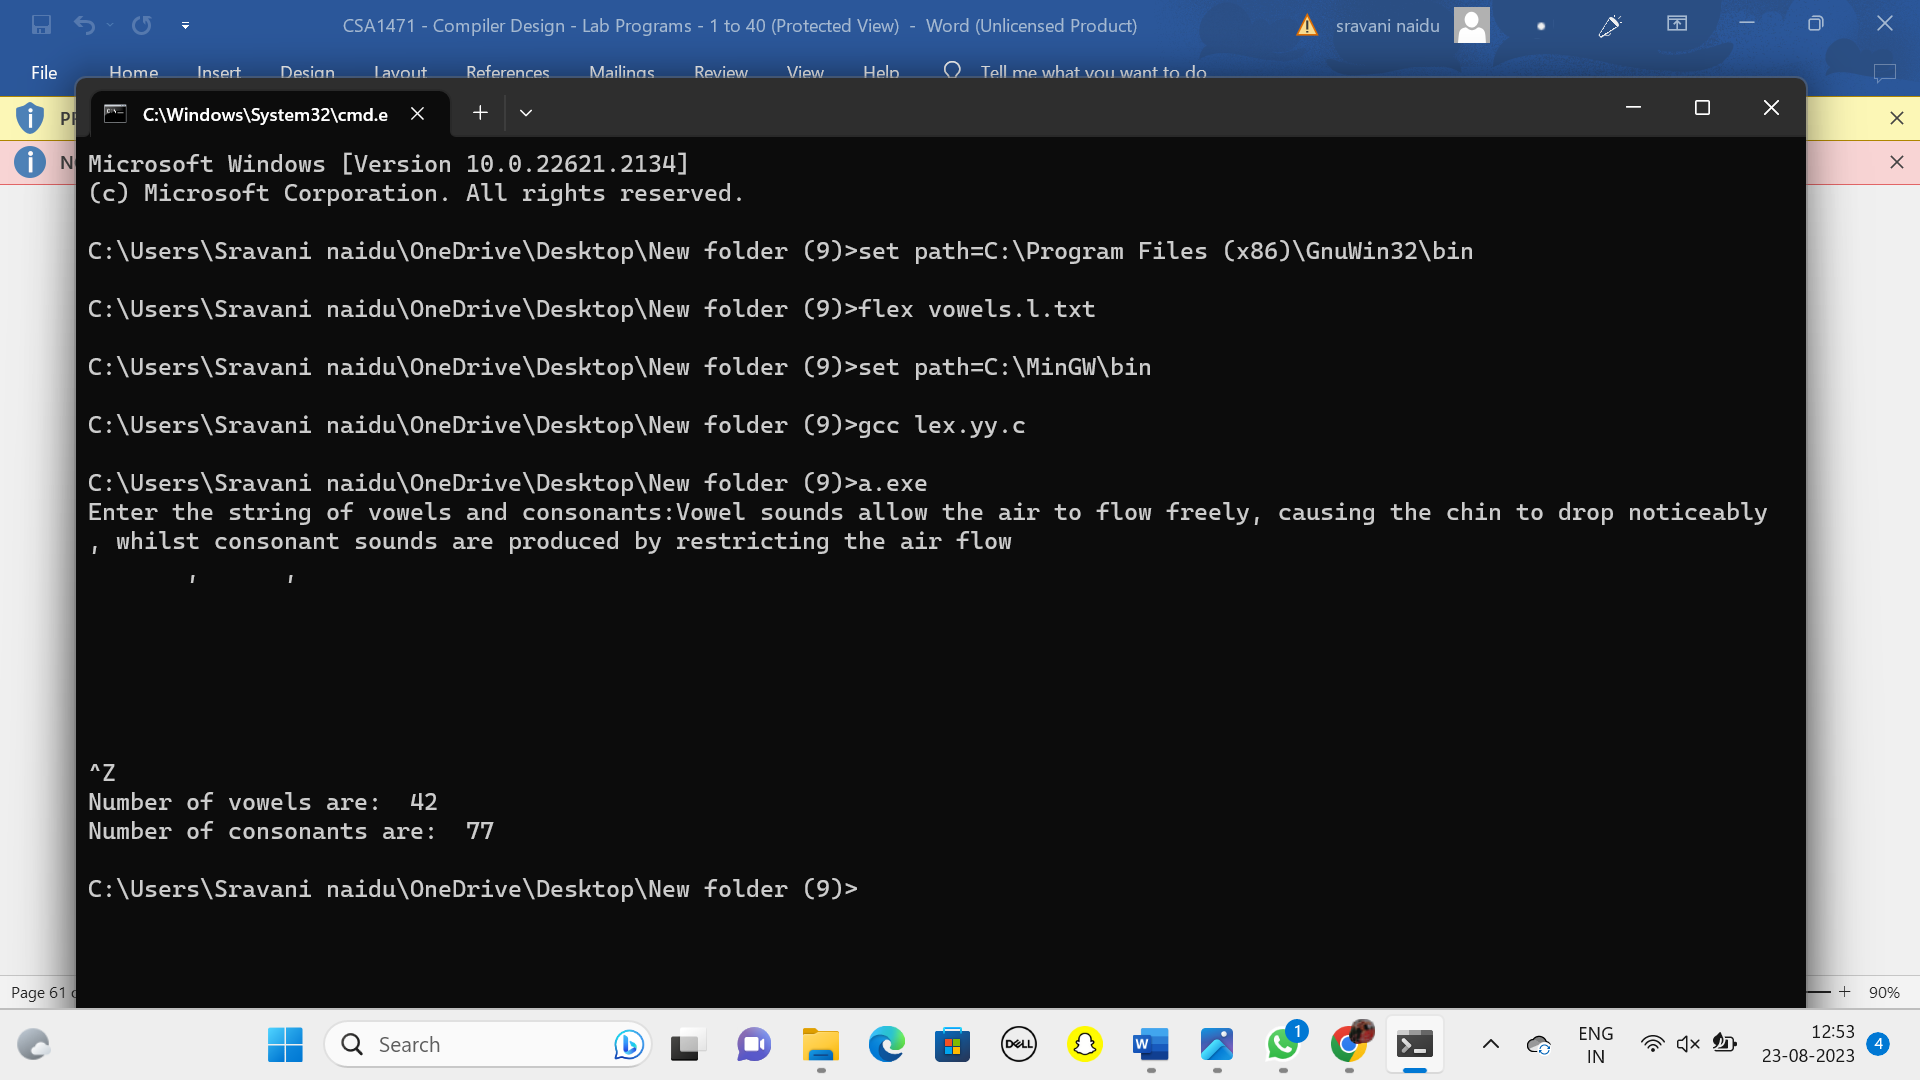 CSA1471 - Compiler Design - Lab Programs - 1 to 40 (Protected View) - Word (Unlicensed Product)
sravani naidu
File Home Insert Design Layout References Mailings Review View Help Tell me what you want to do
C:\Windows\System32\cmd.e
Microsoft Windows [Version 10.0.22621.2134]
(c) Microsoft Corporation. All rights reserved.
C:\Users\Sravani naidu\OneDrive\Desktop\New folder (9)>set path=C:\Program Files (x86)\GnuWin32\bin
C:\Users\Sravani naidu\OneDrive\Desktop\New folder (9)>flex vowels.l.txt
C:\Users\Sravani naidu\OneDrive\Desktop\New folder (9)>set path=C:\MinGW\bin
C:\Users\Sravani naidu\OneDrive\Desktop\New folder (9)>gcc lex.yy.c
C:\Users\Sravani naidu\OneDrive\Desktop\New folder (9)>a.exe
Enter the string of vowels and consonants:Vowel sounds allow the air to flow freely, causing the chin to drop noticeably
, whilst consonant sounds are produced by restricting the air flow
, ,
^Z
Number of vowels are: 42
Number of consonants are: 77
C:\Users\Sravani naidu\OneDrive\Desktop\New folder (9)>
Page 61
90%
Search
DELL
W
1
ENG
IN
12:53
23-08-2023
4